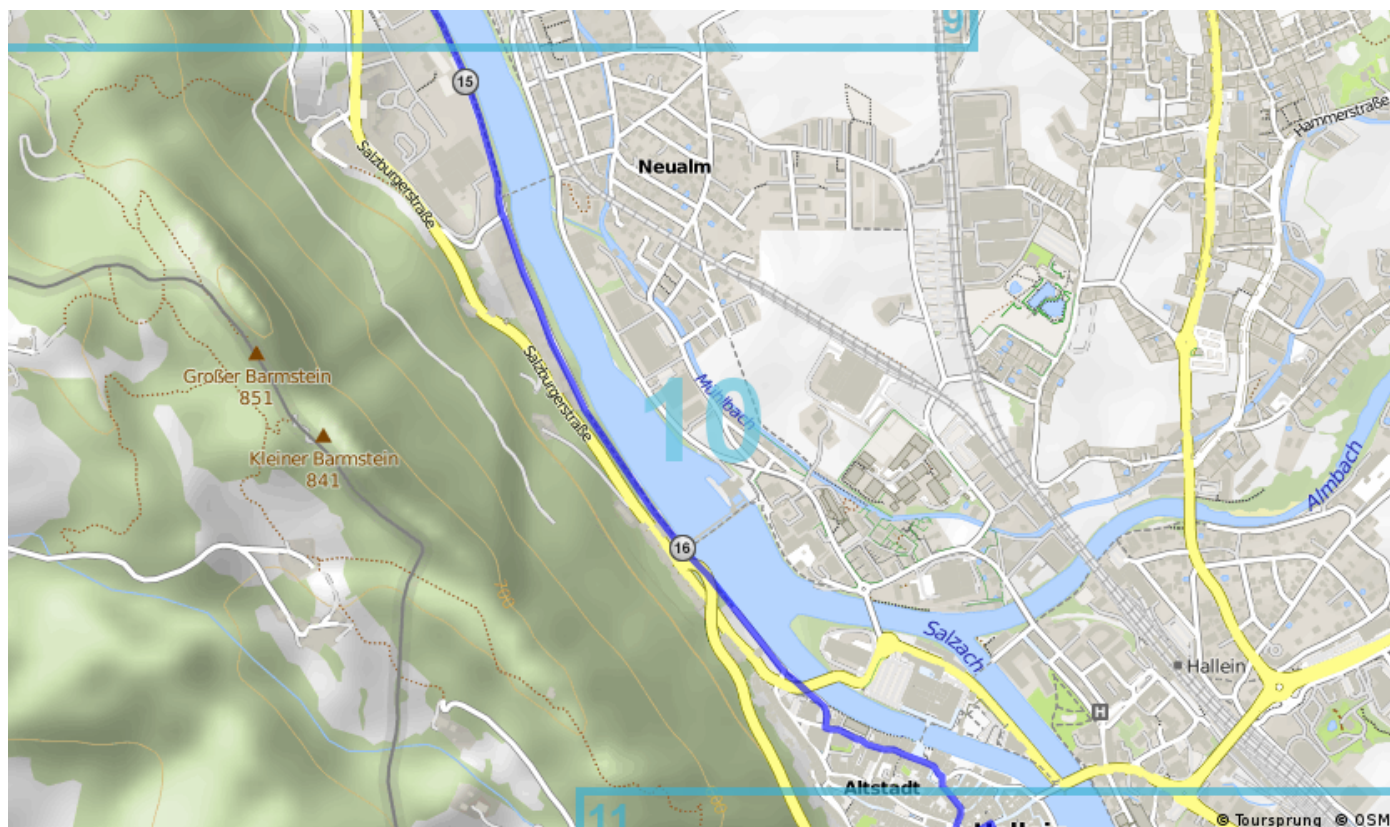 9
15
Hammerstraße
Salzburgerstraße
Neualm
Großer Barmstein
851
Salzburgerstraße
10
Mühlbach
Kleiner Barmstein
841
Almbach
16
700
Salzach
Hallein
H
Altstadt
11
© Toursprung © OSM